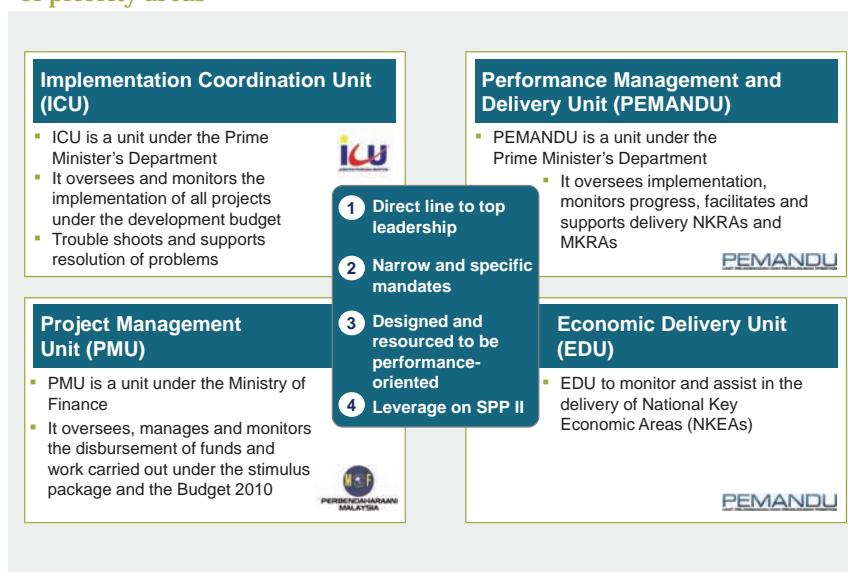 Implementation Coordination Unit
(ICU)
▪ ICU is a unit under the Prime
Minister’s Department
▪ It oversees and monitors the
implementation of all projects
under the development budget
▪ Trouble shoots and supports
resolution of problems
ICU
Performance Management and
Delivery Unit (PEMANDU)
▪ PEMANDU is a unit under the
Prime Minister’s Department
▪ It oversees implementation,
monitors progress, facilitates and
supports delivery NKRAs and
MKRAs
PEMANDU
1 Direct line to top
leadership
2 Narrow and specific
mandates
3 Designed and
resourced to be
performance-
oriented
4 Leverage on SPP II
Project Management
Unit (PMU)
▪ PMU is a unit under the Ministry of
Finance
▪ It oversees, manages and monitors
the disbursement of funds and
work carried out under the stimulus
package and the Budget 2010
MOF
PERBENDAHARAAN
MALAYSIA
Economic Delivery Unit
(EDU)
▪ EDU to monitor and assist in the
delivery of National Key
Economic Areas (NKEAs)
PEMANDU